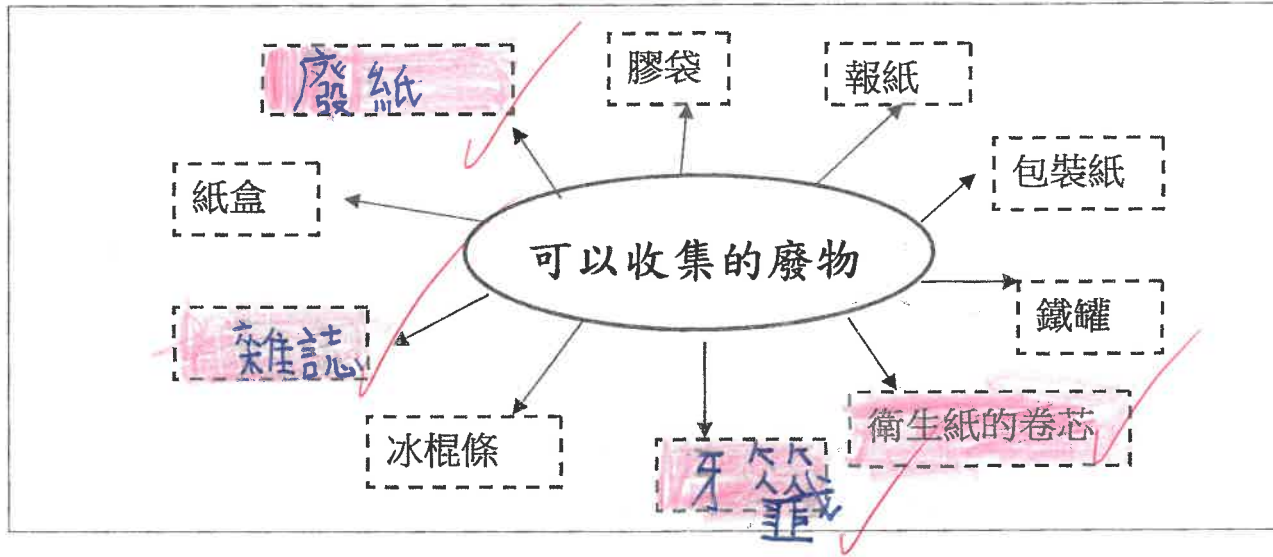 廢紙
膠袋
報紙
包裝紙
紙盒
可以收集的廢物
鐵罐
雜誌
衛生紙的卷芯
冰棍條
牙籤